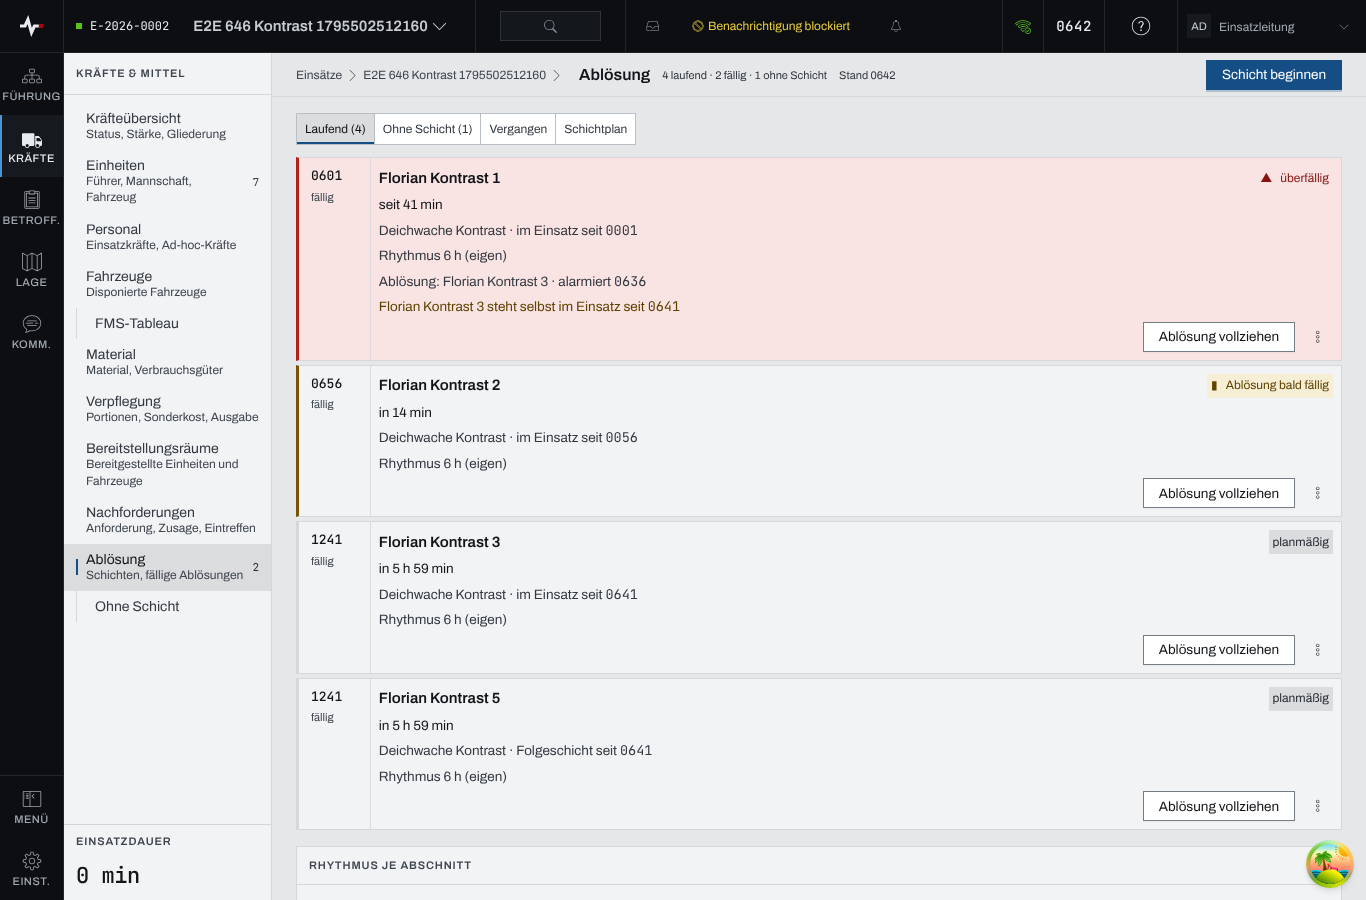 E-2026-0002
E2E 646 Kontrast 1795502512160
Benachrichtigung blockiert
0642
AD Einsatzleitung
FÜHRUNG
KRÄFTE
BETROFF.
LAGE
KOMM.
MENÜ
EINST.
KRÄFTE & MITTEL
Kräfteübersicht
Status, Stärke, Gliederung
Einheiten
Führer, Mannschaft,
Fahrzeug
7
Personal
Einsatzkräfte, Ad-hoc-Kräfte
Fahrzeuge
Disponierte Fahrzeuge
FMS-Tableau
Material
Material, Verbrauchsgüter
Verpflegung
Portionen, Sonderkost, Ausgabe
Bereitstellungsräume
Bereitgestellte Einheiten und
Fahrzeuge
Nachforderungen
Anforderung, Zusage, Eintreffen
Ablösung
Schichten, fällige Ablösungen
2
Ohne Schicht
EINSATZDAUER
0 min
Einsätze
E2E 646 Kontrast 1795502512160
Ablösung
4 laufend · 2 fällig · 1 ohne Schicht
Stand 0642
Schicht beginnen
Laufend (4)
Ohne Schicht (1)
Vergangen
Schichtplan
0601
fällig
Florian Kontrast 1
überfällig
seit 41 min
Deichwache Kontrast · im Einsatz seit 0001
Rhythmus 6 h (eigen)
Ablösung: Florian Kontrast 3 · alarmiert 0636
Florian Kontrast 3 steht selbst im Einsatz seit 0641
Ablösung vollziehen
0656
fällig
Florian Kontrast 2
Ablösung bald fällig
in 14 min
Deichwache Kontrast · im Einsatz seit 0056
Rhythmus 6 h (eigen)
Ablösung vollziehen
1241
fällig
Florian Kontrast 3
planmäßig
in 5 h 59 min
Deichwache Kontrast · im Einsatz seit 0641
Rhythmus 6 h (eigen)
Ablösung vollziehen
1241
fällig
Florian Kontrast 5
planmäßig
in 5 h 59 min
Deichwache Kontrast · Folgeschicht seit 0641
Rhythmus 6 h (eigen)
Ablösung vollziehen
RHYTHMUS JE ABSCHNITT